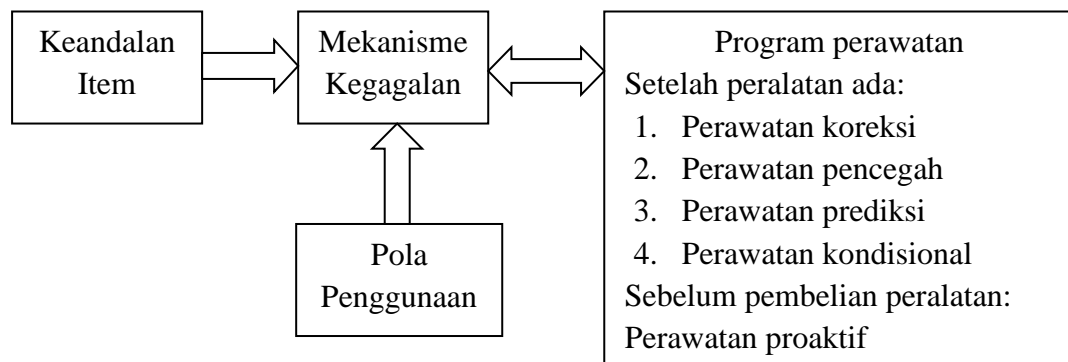 Keandalan
Item
Mekanisme
Kegagalan
Pola
Penggunaan
Program perawatan
Setelah peralatan ada:
1. Perawatan koreksi
2. Perawatan pencegah
3. Perawatan prediksi
4. Perawatan kondisional
Sebelum pembelian peralatan:
Perawatan proaktif